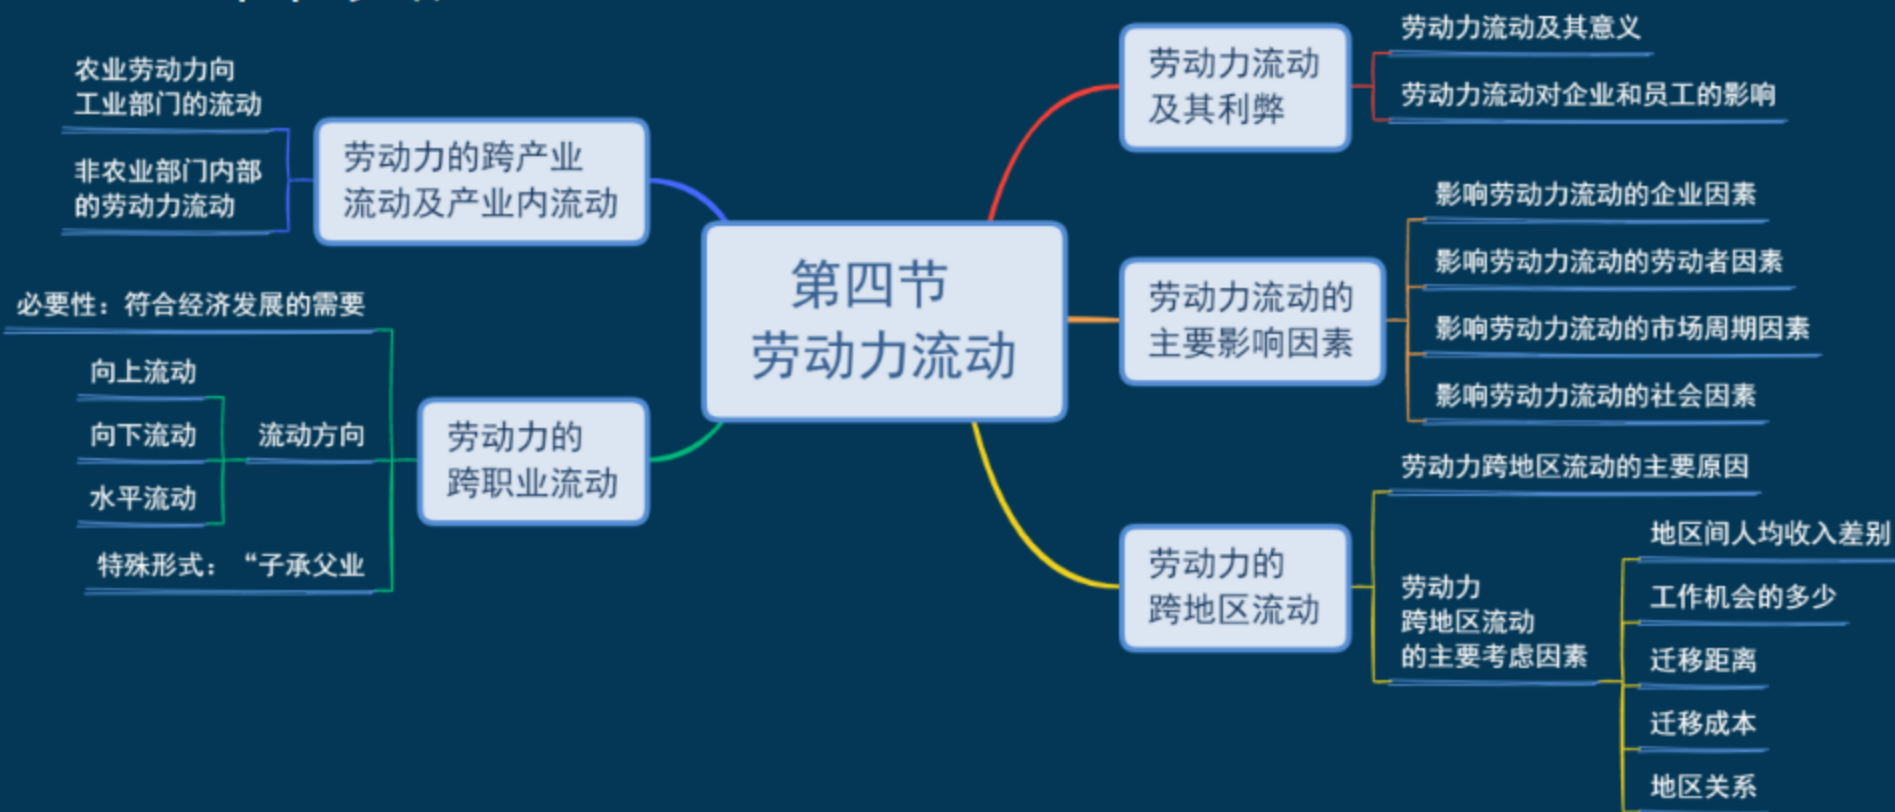 第四节
劳动力流动
劳动力流动
及其利弊
劳动力流动及其意义
劳动力流动对企业和员工的影响
劳动力流动的
主要影响因素
影响劳动力流动的企业因素
影响劳动力流动的劳动者因素
影响劳动力流动的市场周期因素
影响劳动力流动的社会因素
劳动力的
跨地区流动
劳动力跨地区流动的主要原因
劳动力
跨地区流动
的主要考虑因素
地区间人均收入差别
工作机会的多少
迁移距离
迁移成本
地区关系
劳动力的跨产业
流动及产业内流动
农业劳动力向
工业部门的流动
非农业部门内部
的劳动力流动
劳动力的
跨职业流动
必要性：符合经济发展的需要
流动方向
向上流动
向下流动
水平流动
特殊形式：“子承父业